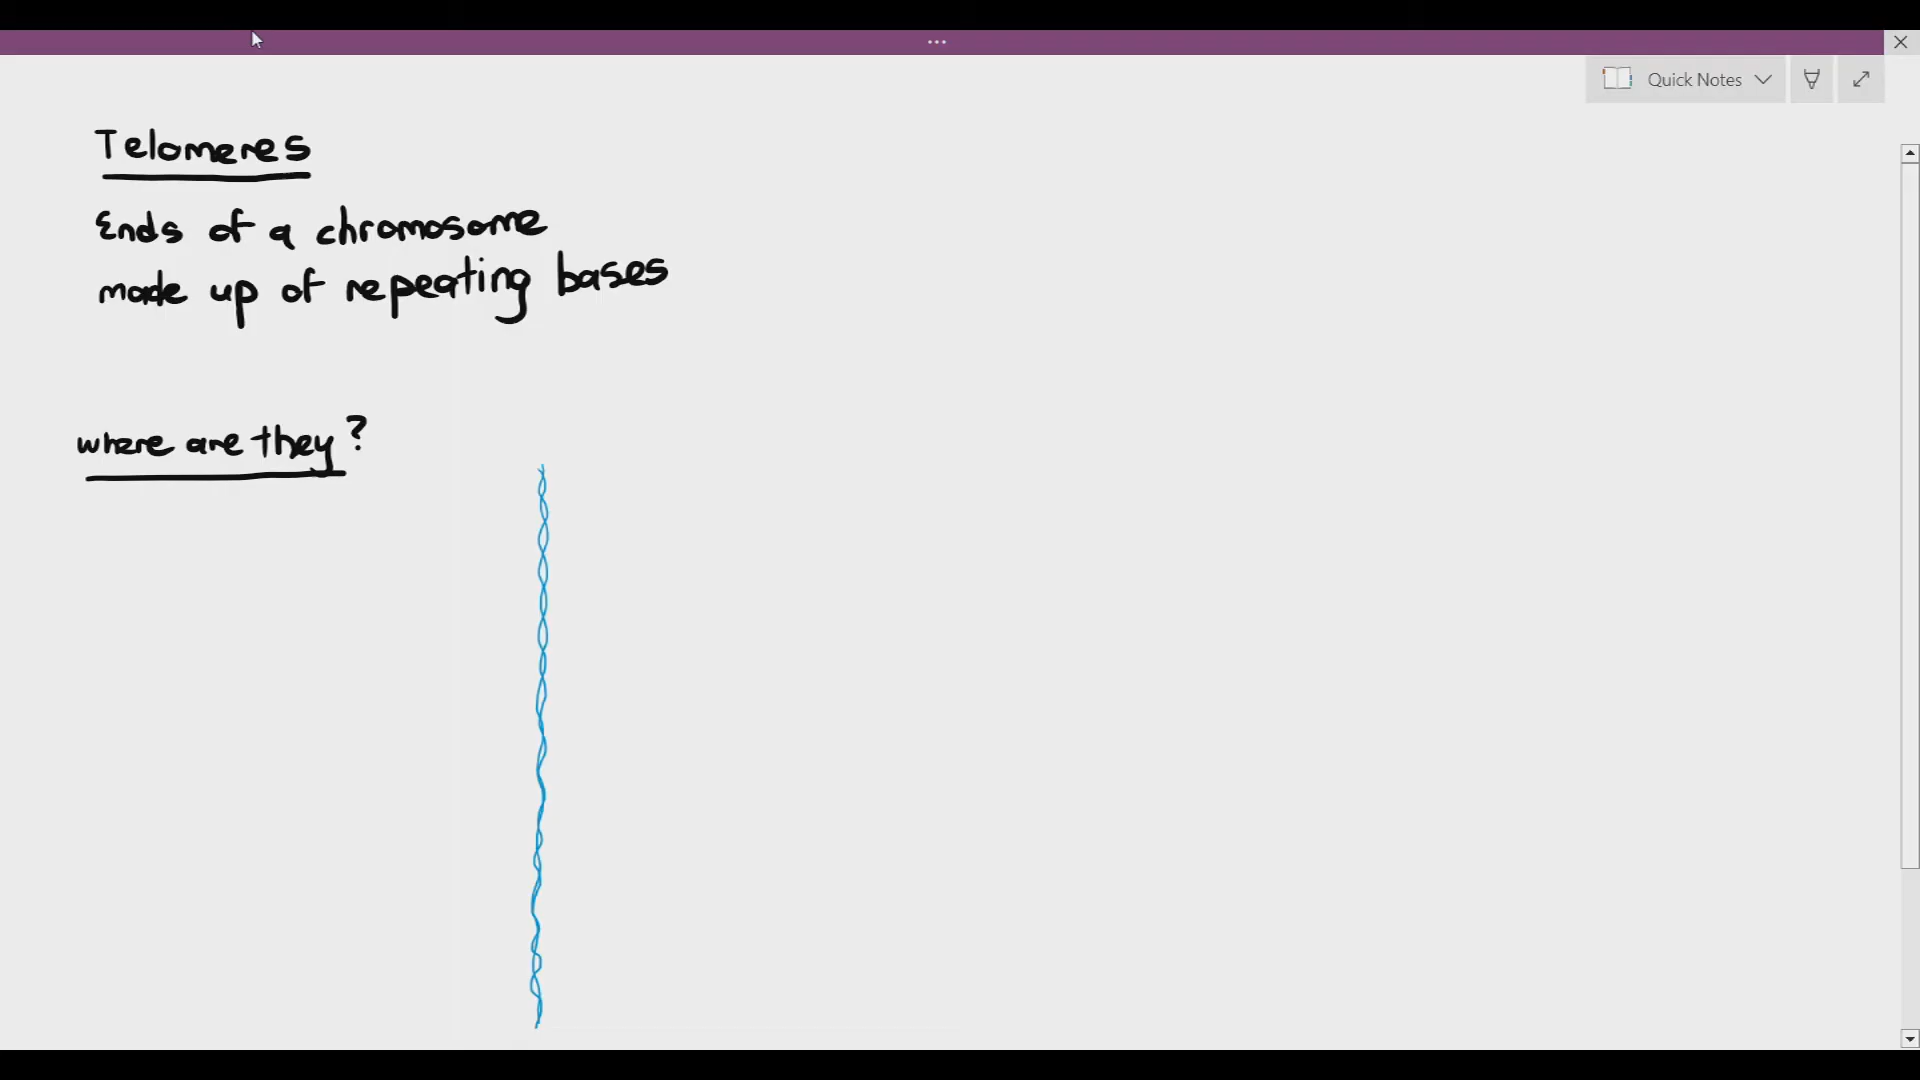 Quick Notes
Telomeres
Ends of a chromosome
made up of repeating bases
where are they?